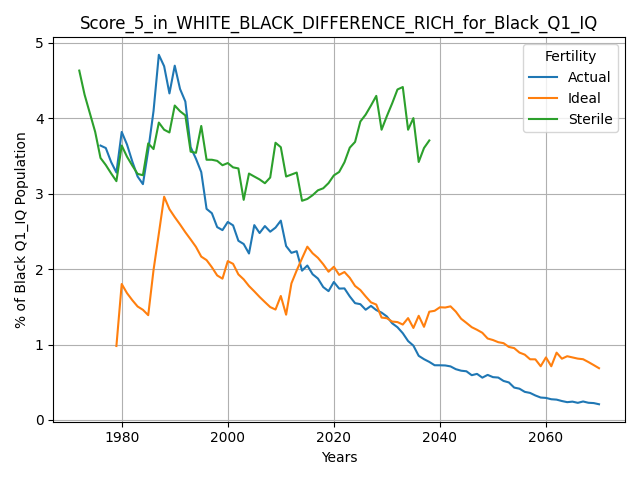 Score_5_in_WHITE_BLACK_DIFFERENCE_RICH_for_Black_Q1_IQ
Fertility
Actual
Ideal
Sterile
% of Black Q1_IQ Population
5
4
3
2
1
0
1980 2000 2020 2040 2060
Years